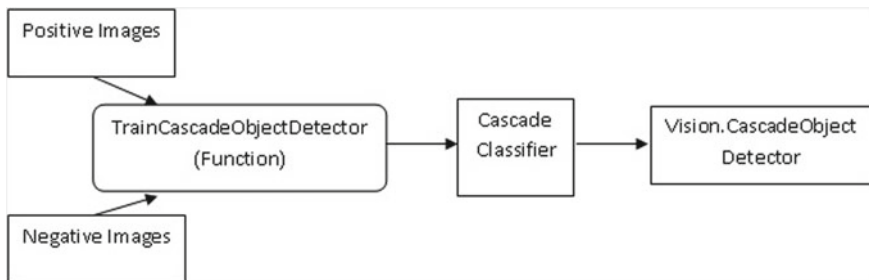 Positive Images
TrainCascadeObjectDetector
(Function)
Negative Images
Cascade
Classifier
Vision.CascadeObject
Detector